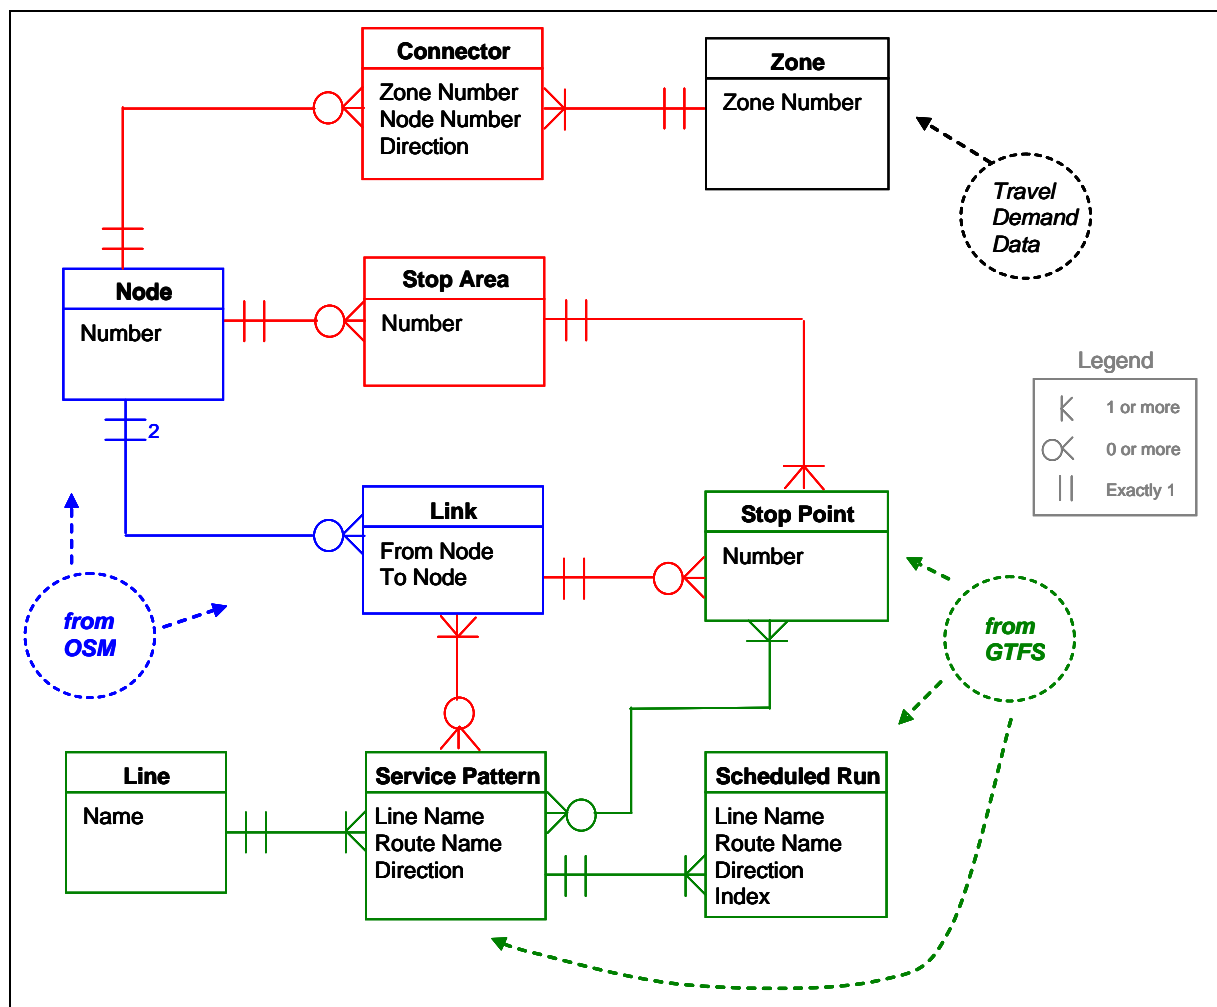 Connector
Zone Number
Node Number
Direction
Zone
Zone Number
Travel
Demand
Data
Node
Number
Stop Area
Number
Legend
1 or more
0 or more
Exactly 1
2
Link
From Node
To Node
Stop Point
Number
from
OSM
from
GTFS
Line
Name
Service Pattern
Line Name
Route Name
Direction
Scheduled Run
Line Name
Route Name
Direction
Index